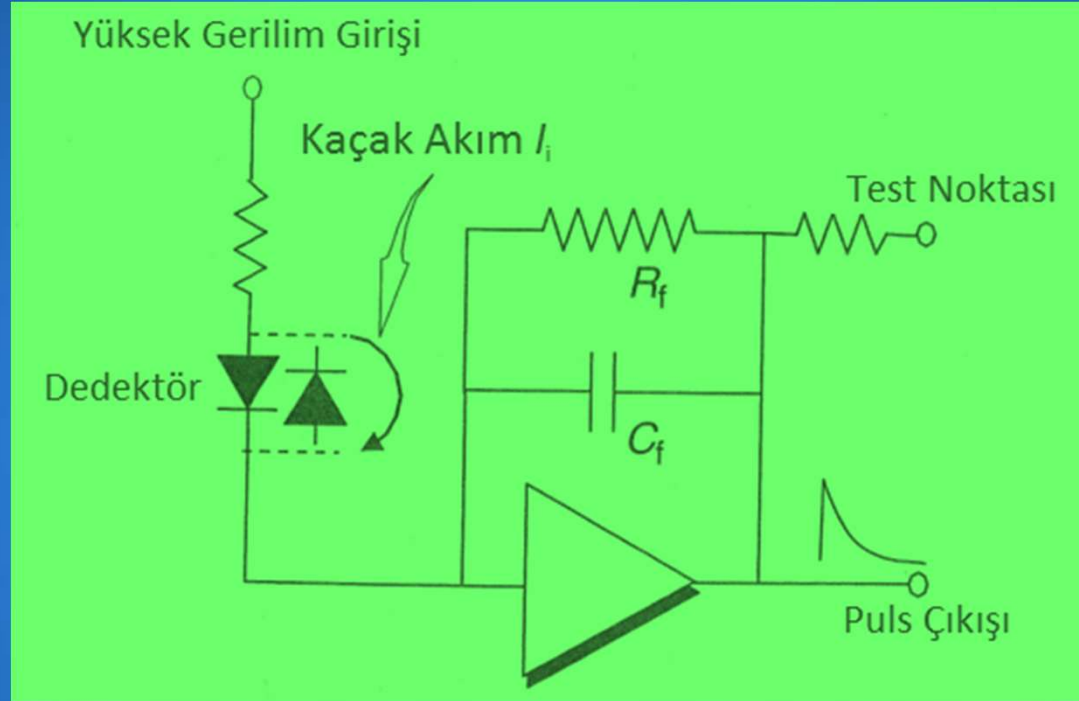 Yüksek Gerilim Girişi
Kaçak Akım Iᵢ
Test Noktası
R_f
Dedektör
C_f
Puls Çıkışı